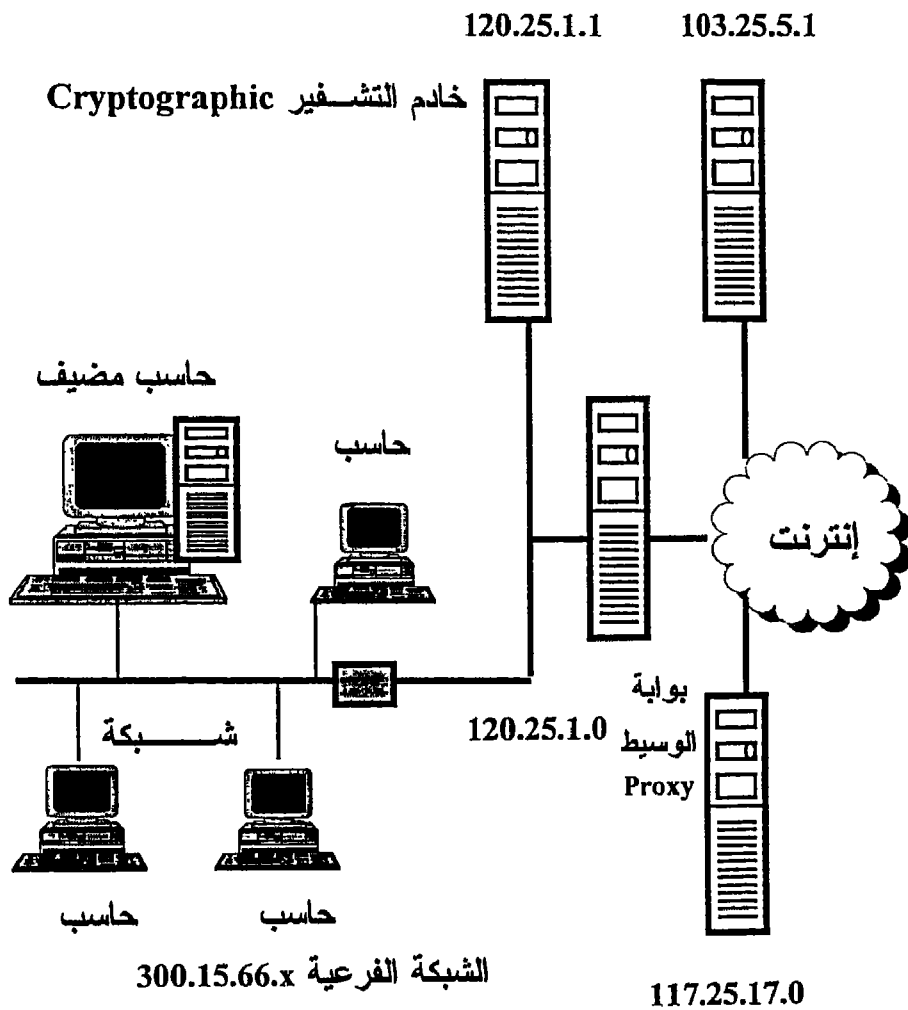 120.25.1.1
103.25.5.1
خادم التشفير Cryptographic
حاسب مضيف
حاسب
إنترنت
بوابة
الوسيط
Proxy
120.25.1.0
شبكة
حاسب
حاسب
الشبكة الفرعية 300.15.66.x
117.25.17.0